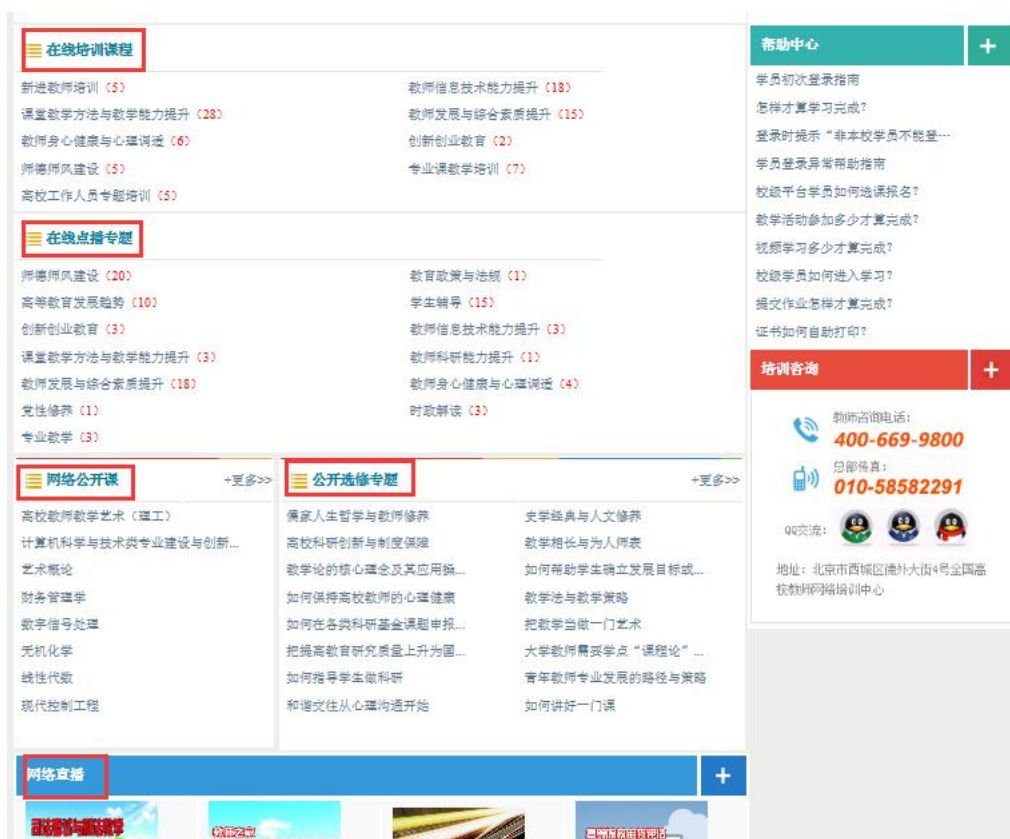 在线培训课程
新进教师培训（5）
教师信息技术能力提升（18）
课堂教学方法与教学能力提升（28）
教师发展与综合素质提升（15）
教师身心健康与心理调适（6）
创新创业教育（2）
师德师风建设（5）
专业课教学培训（7）
高校工作人员专题培训（5）
在线点播专题
师德师风建设（20）
教育政策与法规（1）
高等教育发展趋势（10）
学生辅导（15）
创新创业教育（3）
教师信息技术能力提升（3）
课堂教学方法与教学能力提升（3）
教师科研能力提升（1）
教师发展与综合素质提升（18）
教师身心健康与心理调适（4）
党性修养（1）
时政解读（3）
专业教学（3）
网络公开课
+更多>>
高校教师教学艺术（理工）
计算机科学与技术类专业建设与创新...
艺术概论
财务管理学
数字信号处理
无机化学
线性代数
现代控制工程
公开选修专题
+更多>>
儒家人生哲学与教师修养
史学经典与人文修养
高校科研创新与制度保障
教学相长与为人师表
教学论的核心理念及其应用操...
如何帮助学生确立发展目标或...
如何保持高校教师的心理健康
教学法与教学策略
如何在各类科研基金课题申报...
把教学当做一门艺术
把提高教育研究质量上升为国...
大学教师需要学点“课程论”...
如何指导学生做科研
青年教师专业发展的路径与策略
和谐交往从心理沟通开始
如何讲好一门课
网络直播
+
司法考试与司法教学
帮助中心
+
学员初次登录指南
怎样才算学习完成?
登录时提示“非本校学员不能登…
学员登录异常帮助指南
校级平台学员如何选课报名?
教学活动参加多少才算完成?
视频学习多少才算完成?
校级学员如何进入学习?
提交作业怎样才算完成?
证书如何自助打印?
培训咨询
+
教师咨询电话：
400-669-9800
总部传真：
010-58582291
QQ交流：
地址：北京市西城区德外大街4号全国高
校教师网络培训中心